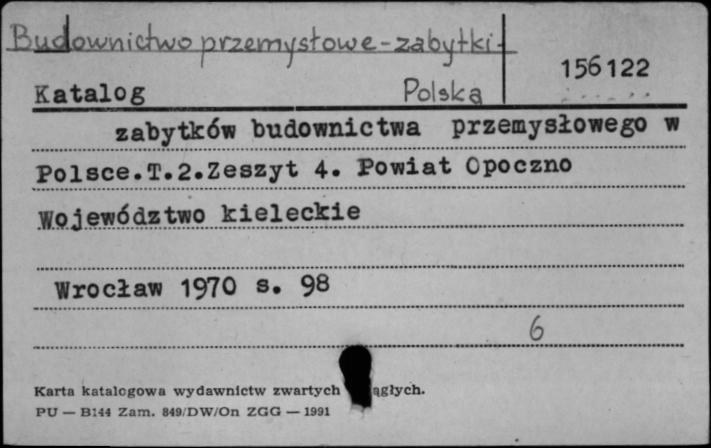 Budownictwo przemysłowe - zabytki -
156122
Katalog Polska
zabytków budownictwa przemysłowego w
Polsce.T.2.Zeszyt 4. Powiat Opoczno
Województwo kieleckie
Wrocław 1970 s. 98
6
Karta katalogowa wydawnictw zwartych ągłych.
PU — B144 Zam. 849/DW/On ZGG — 1991